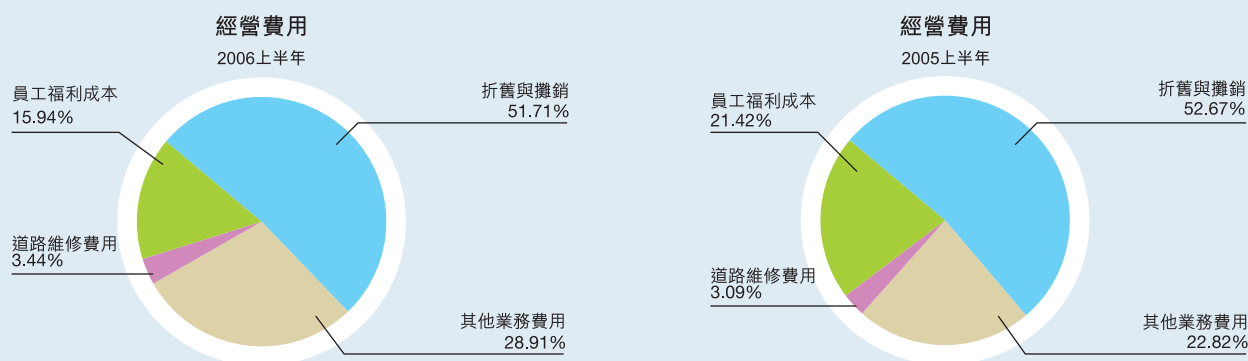 經營費用
2006上半年
員工福利成本
15.94%
折舊與攤銷
51.71%
道路維修費用
3.44%
其他業務費用
28.91%
經營費用
2005上半年
員工福利成本
21.42%
折舊與攤銷
52.67%
道路維修費用
3.09%
其他業務費用
22.82%